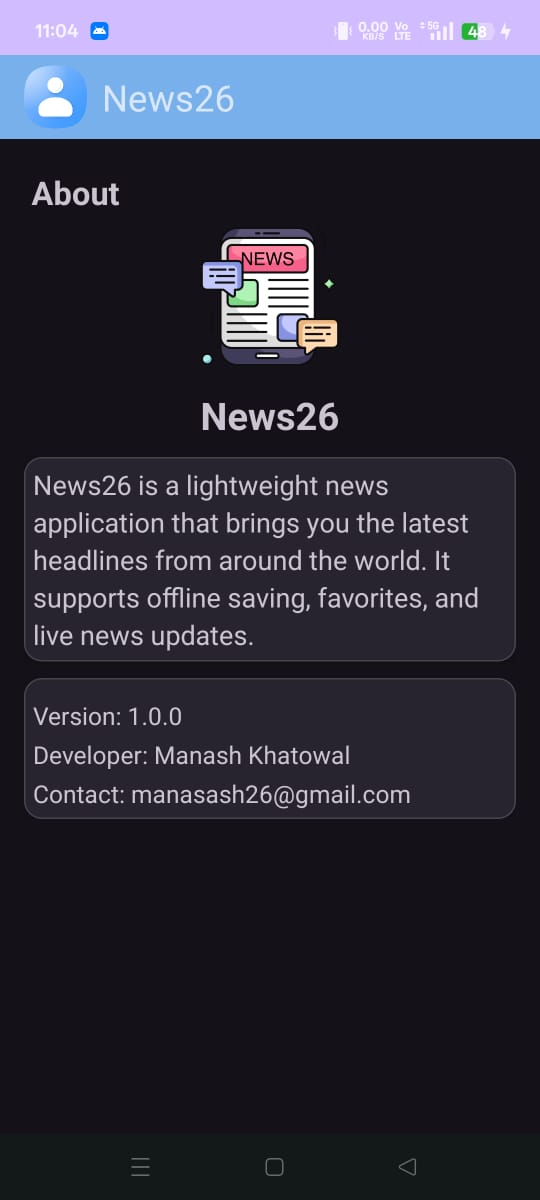 11:04 0.00 KB/S Vo LTE 5G 48
News26
About
NEWS
News26
News26 is a lightweight news
application that brings you the latest
headlines from around the world. It
supports offline saving, favorites, and
live news updates.
Version: 1.0.0
Developer: Manash Khatowal
Contact: manasash26@gmail.com